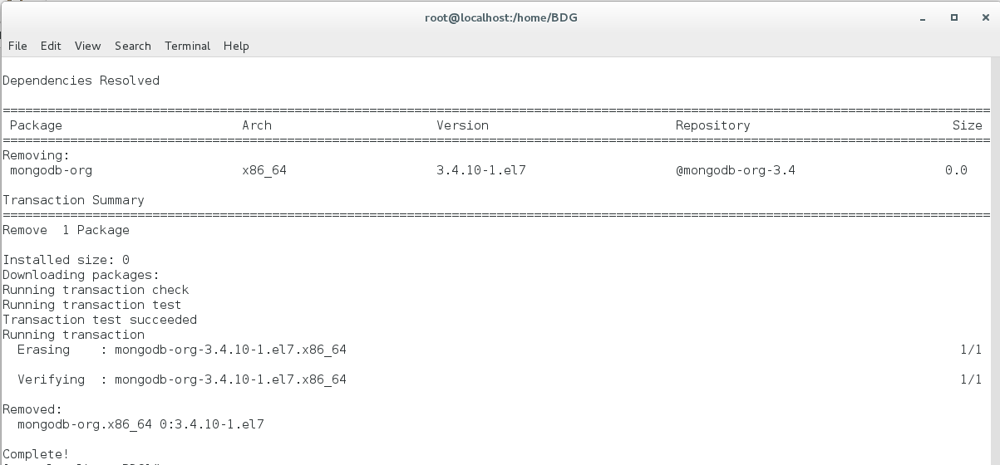 root@localhost:/home/BDG
File Edit View Search Terminal Help
Dependencies Resolved
================================================================================
Package Arch Version Repository Size
================================================================================
Removing:
mongodb-org x86_64 3.4.10-1.el7 @mongodb-org-3.4 0.0
Transaction Summary
================================================================================
Remove 1 Package
Installed size: 0
Downloading packages:
Running transaction check
Running transaction test
Transaction test succeeded
Running transaction
Erasing : mongodb-org-3.4.10-1.el7.x86_64 1/1
Verifying : mongodb-org-3.4.10-1.el7.x86_64 1/1
Removed:
mongodb-org.x86_64 0:3.4.10-1.el7
Complete!